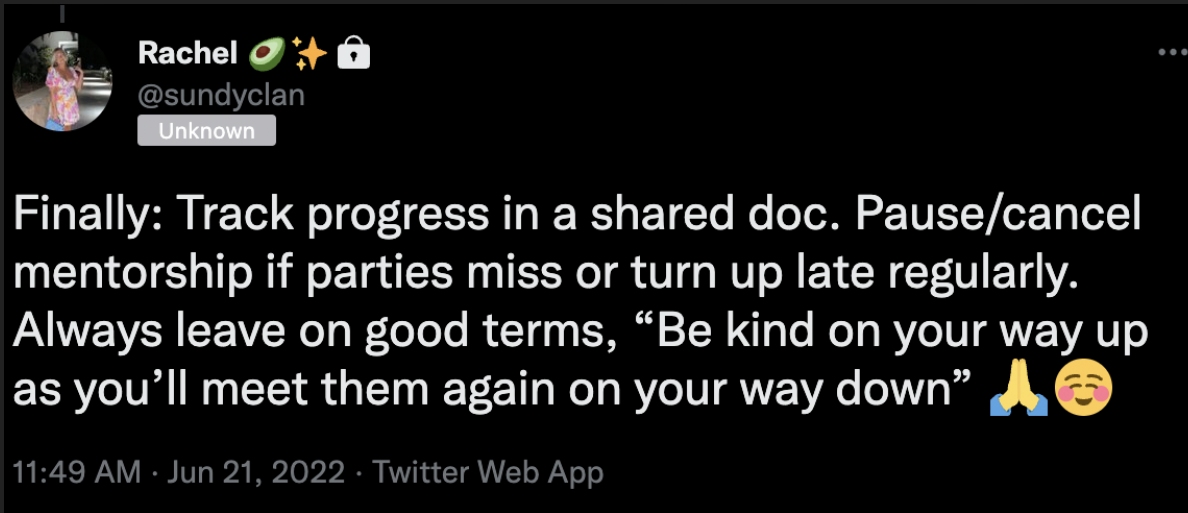 Rachel 🥑✨🔒
@sundyclan
Unknown
Finally: Track progress in a shared doc. Pause/cancel
mentorship if parties miss or turn up late regularly.
Always leave on good terms, “Be kind on your way up
as you’ll meet them again on your way down” 🙏☺️
11:49 AM · Jun 21, 2022 · Twitter Web App